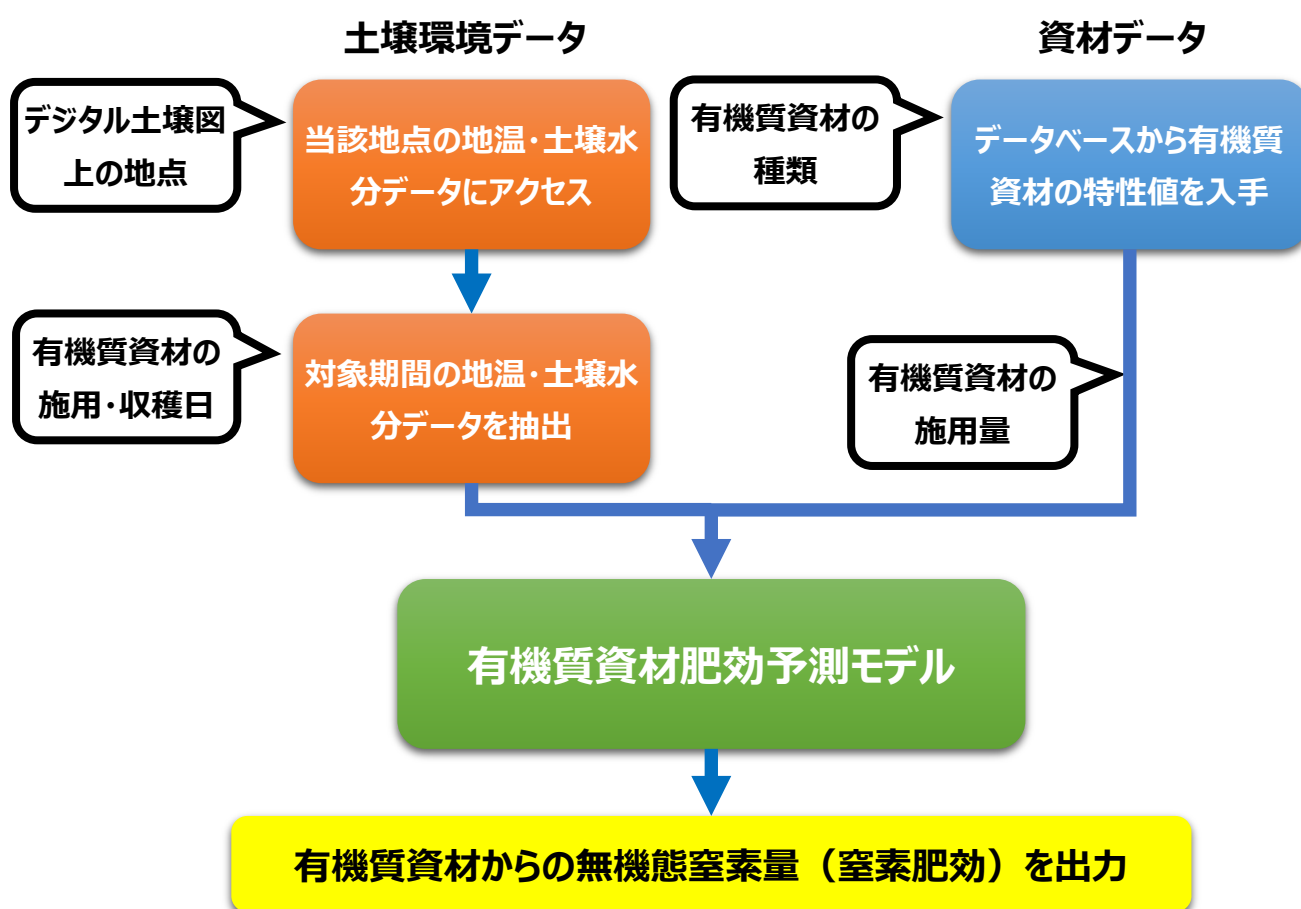 土壌環境データ
資材データ
デジタル土壌図
上の地点
当該地点の地温・土壌水
分データにアクセス
有機質資材の
種類
データベースから有機質
資材の特性値を入手
有機質資材の
施用・収穫日
対象期間の地温・土壌水
分データを抽出
有機質資材の
施用量
有機質資材肥効予測モデル
有機質資材からの無機態窒素量（窒素肥効）を出力